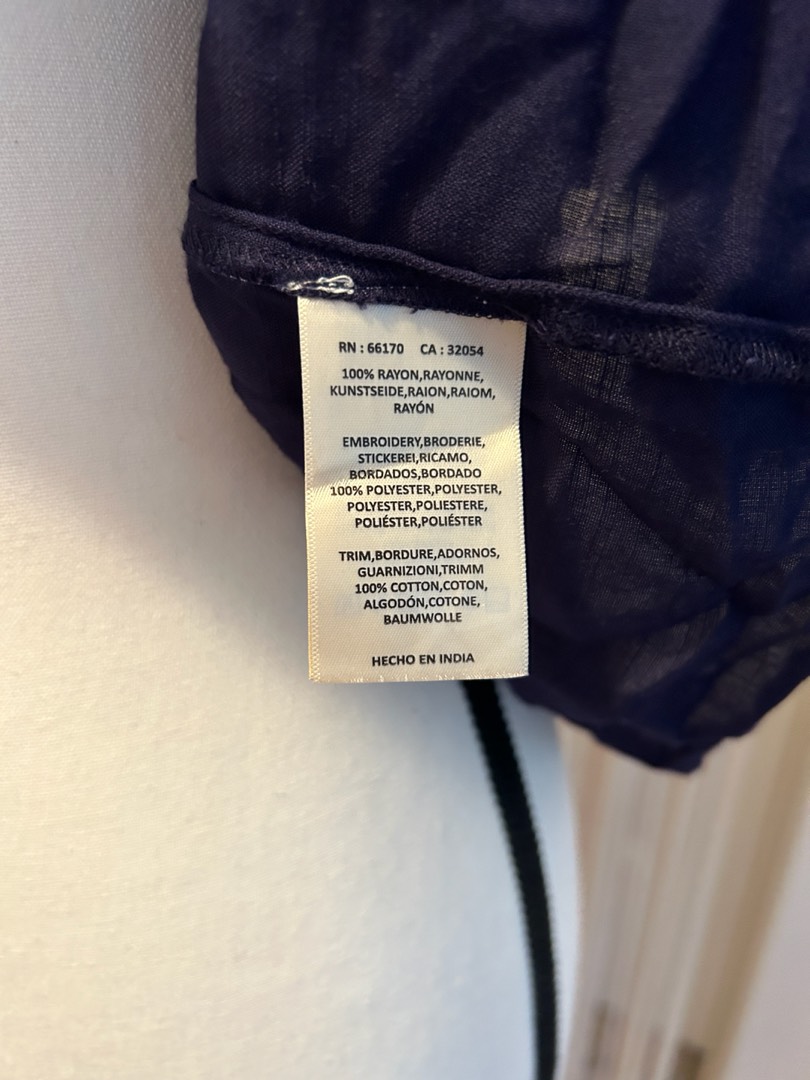 RN : 66170 CA : 32054
100% RAYON,RAYONNE,
KUNSTSEIDE,RAION,RAIOM,
RAYÓN
EMBROIDERY,BRODERIE,
STICKEREI,RICAMO,
BORDADOS,BORDADO
100% POLYESTER,POLYESTER,
POLYESTER,POLIESTERE,
POLIÉSTER,POLIÉSTER
TRIM,BORDURE,ADORNOS,
GUARNIZIONI,TRIMM
100% COTTON,COTON,
ALGODÓN,COTONE,
BAUMWOLLE
HECHO EN INDIA